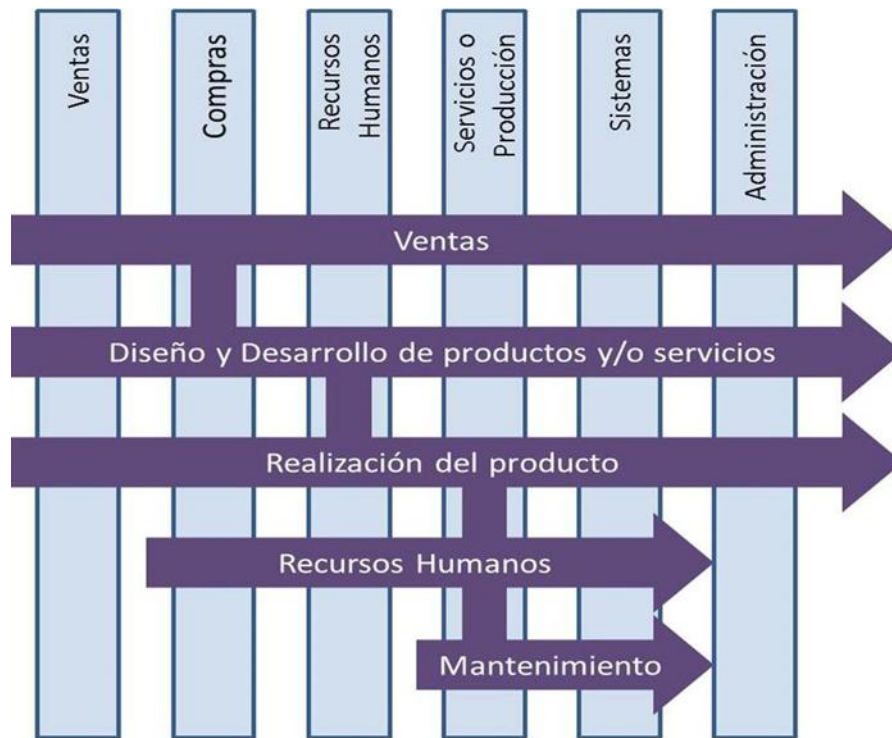 Ventas
Compras
Recursos
Humanos
Servicios o
Producción
Sistemas
Administración
Ventas
Diseño y Desarrollo de productos y/o servicios
Realización del producto
Recursos Humanos
Mantenimiento